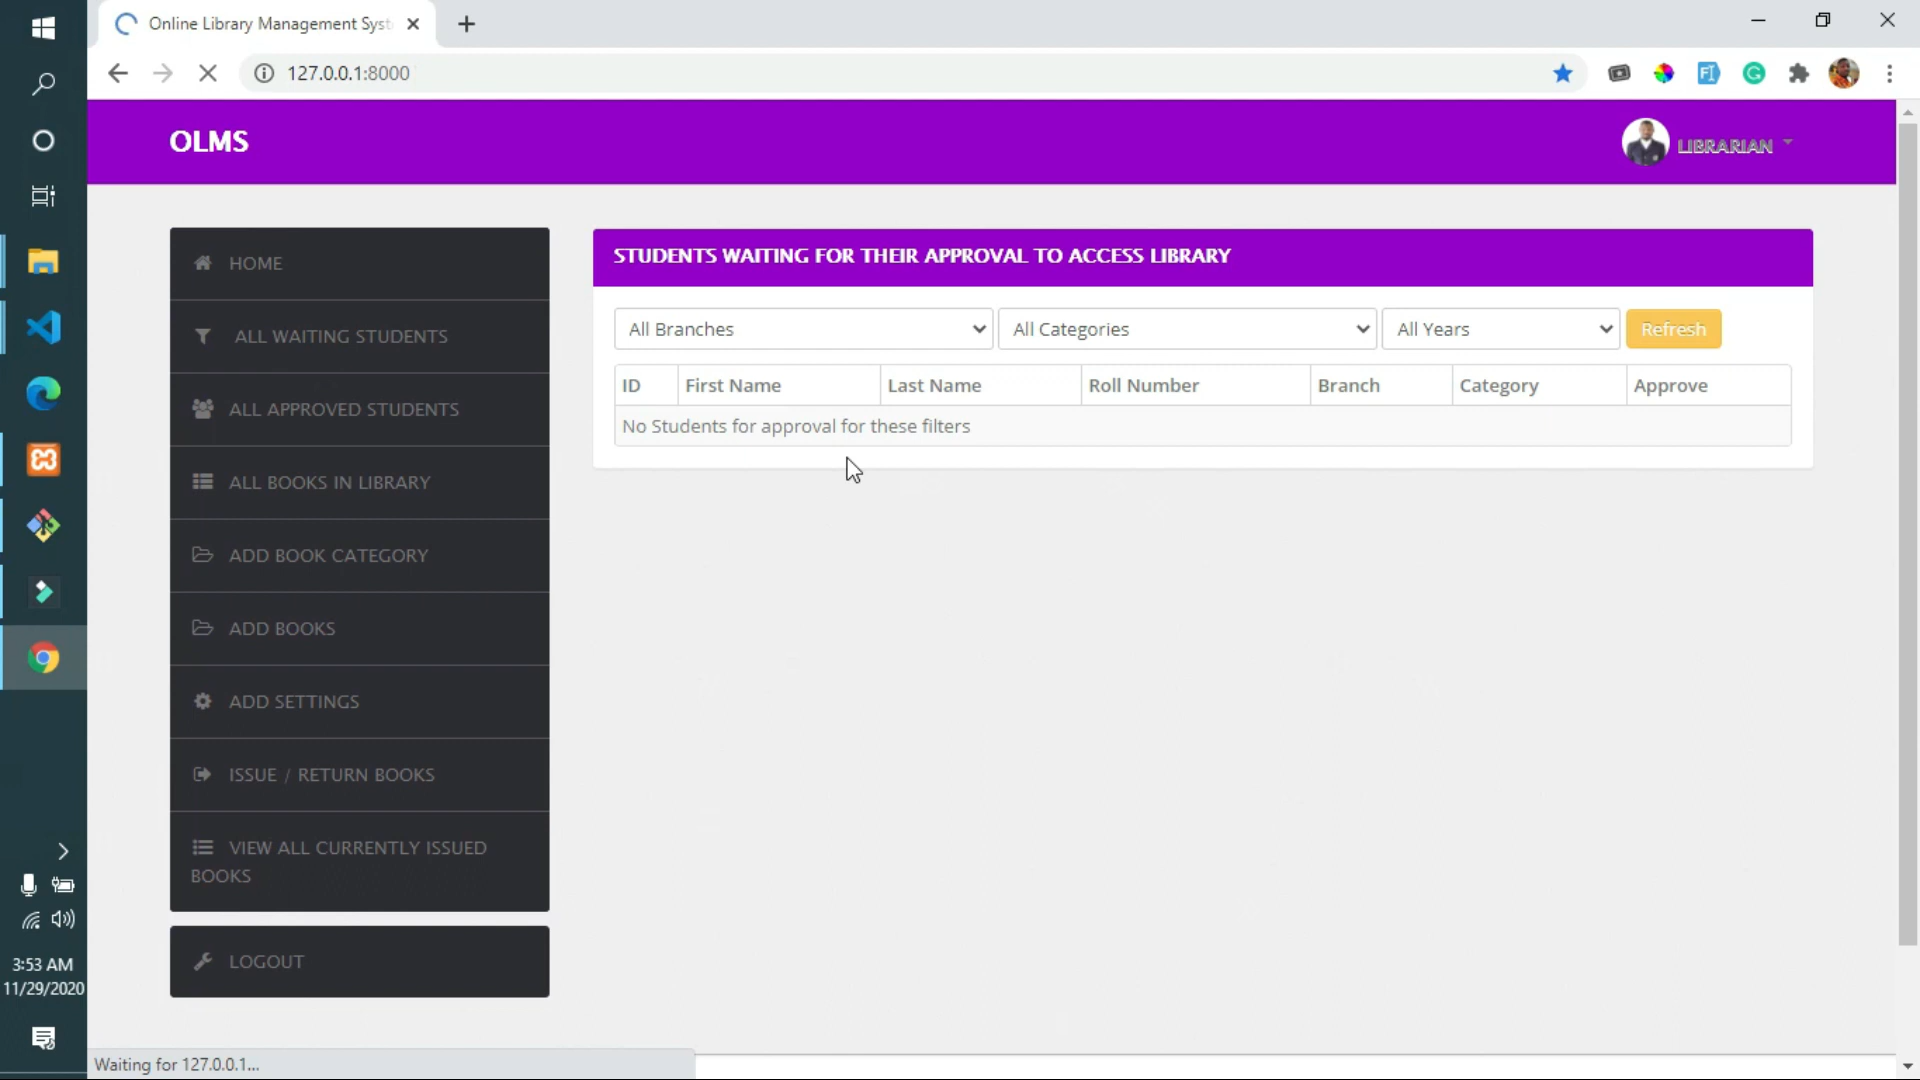 Online Library Management Syst
127.0.0.1:8000
OLMS
LIBRARIAN
HOME
ALL WAITING STUDENTS
ALL APPROVED STUDENTS
ALL BOOKS IN LIBRARY
ADD BOOK CATEGORY
ADD BOOKS
ADD SETTINGS
ISSUE / RETURN BOOKS
VIEW ALL CURRENTLY ISSUED
BOOKS
LOGOUT
STUDENTS WAITING FOR THEIR APPROVAL TO ACCESS LIBRARY
All Branches All Categories All Years Refresh
ID First Name Last Name Roll Number Branch Category Approve
No Students for approval for these filters
3:53 AM
11/29/2020
Waiting for 127.0.0.1...